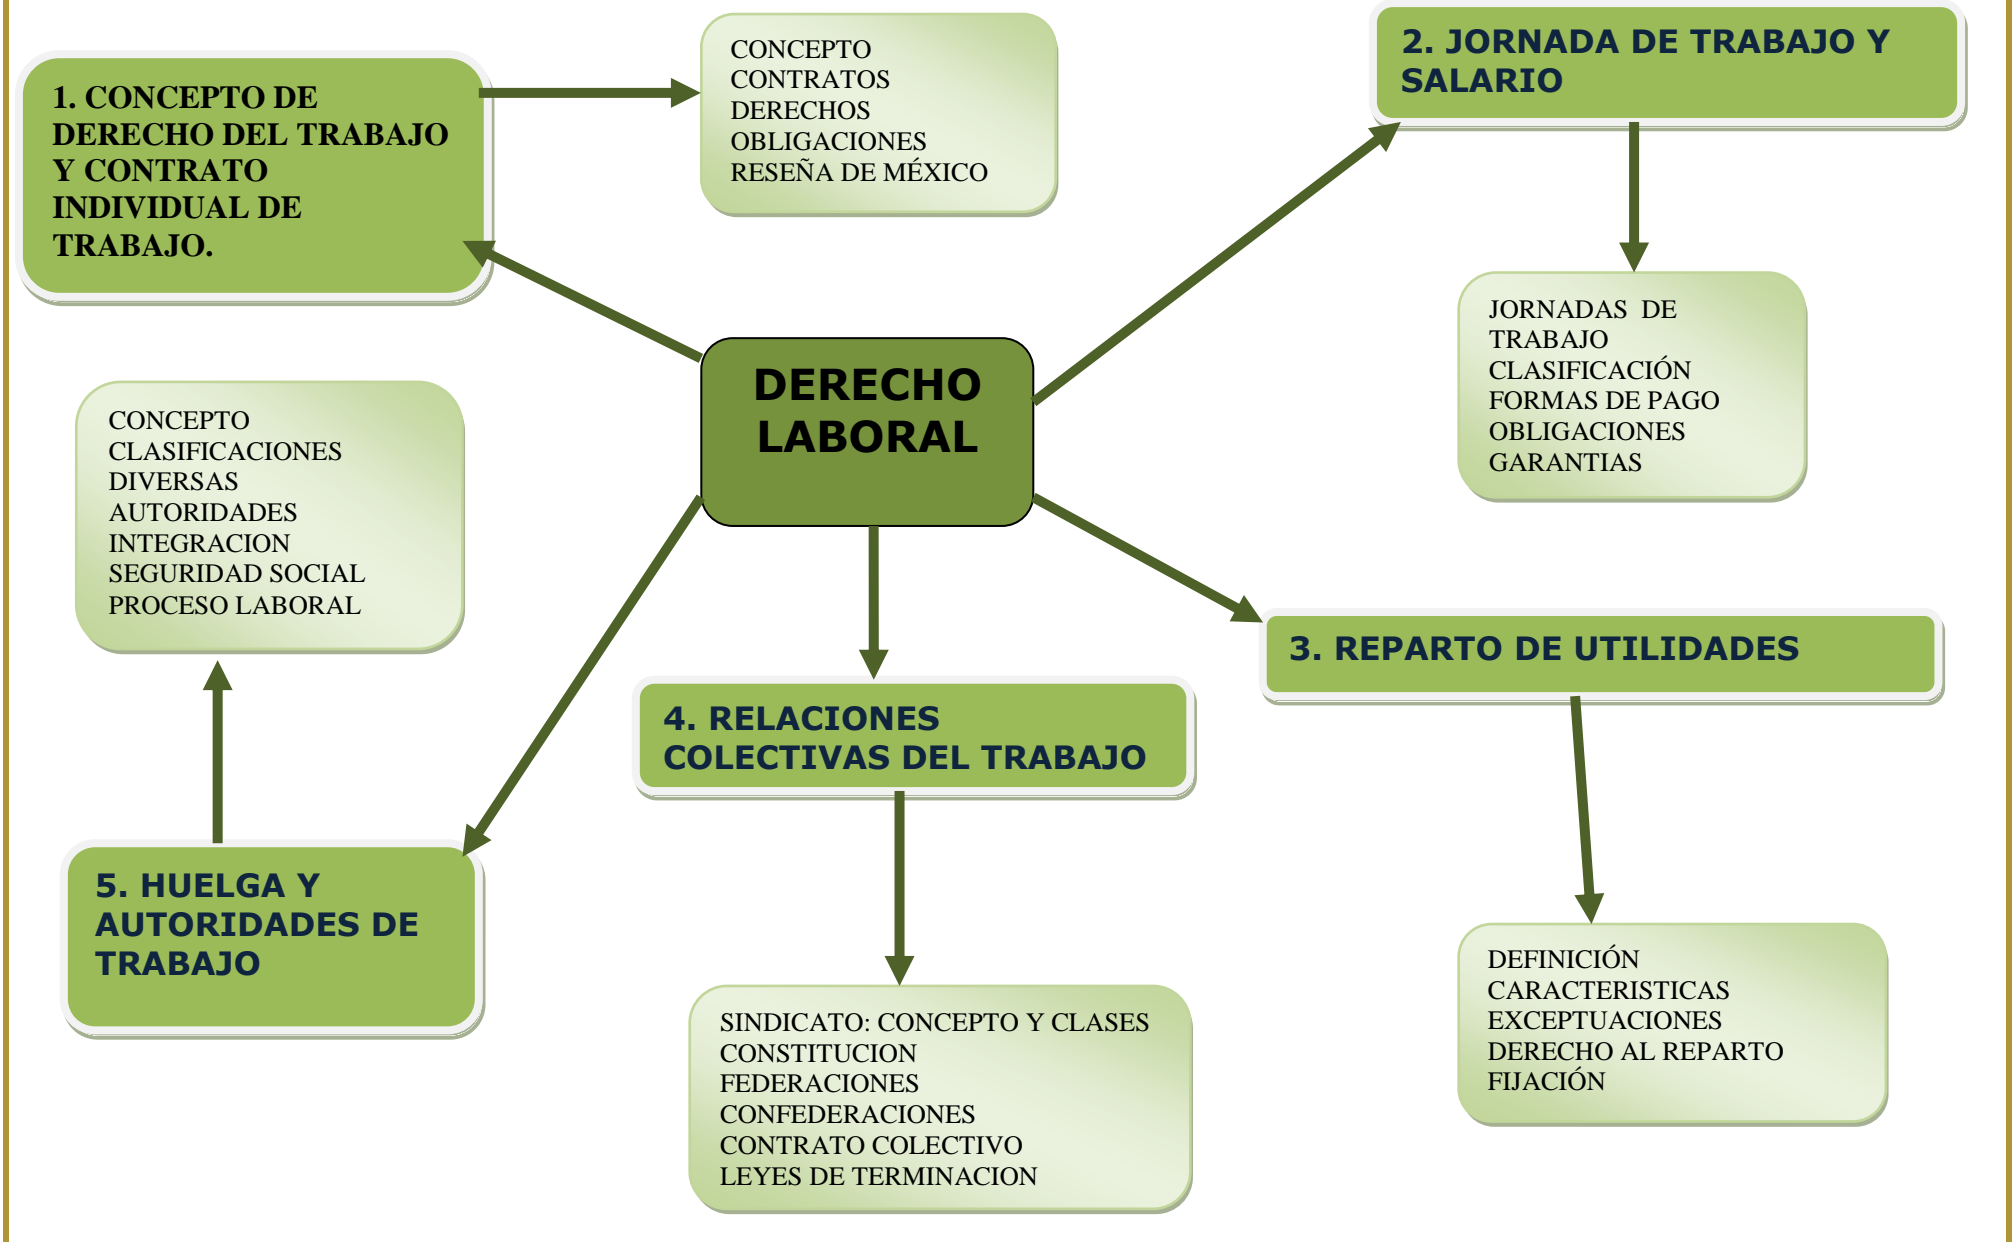 1. CONCEPTO DE
DERECHO DEL TRABAJO
Y CONTRATO
INDIVIDUAL DE
TRABAJO.
CONCEPTO
CONTRATOS
DERECHOS
OBLIGACIONES
RESEÑA DE MÉXICO
2. JORNADA DE TRABAJO Y
SALARIO
JORNADAS DE
TRABAJO
CLASIFICACIÓN
FORMAS DE PAGO
OBLIGACIONES
GARANTIAS
DERECHO
LABORAL
CONCEPTO
CLASIFICACIONES
DIVERSAS
AUTORIDADES
INTEGRACION
SEGURIDAD SOCIAL
PROCESO LABORAL
3. REPARTO DE UTILIDADES
4. RELACIONES
COLECTIVAS DEL TRABAJO
5. HUELGA Y
AUTORIDADES DE
TRABAJO
SINDICATO: CONCEPTO Y CLASES
CONSTITUCION
FEDERACIONES
CONFEDERACIONES
CONTRATO COLECTIVO
LEYES DE TERMINACION
DEFINICIÓN
CARACTERISTICAS
EXCEPTUACIONES
DERECHO AL REPARTO
FIJACIÓN